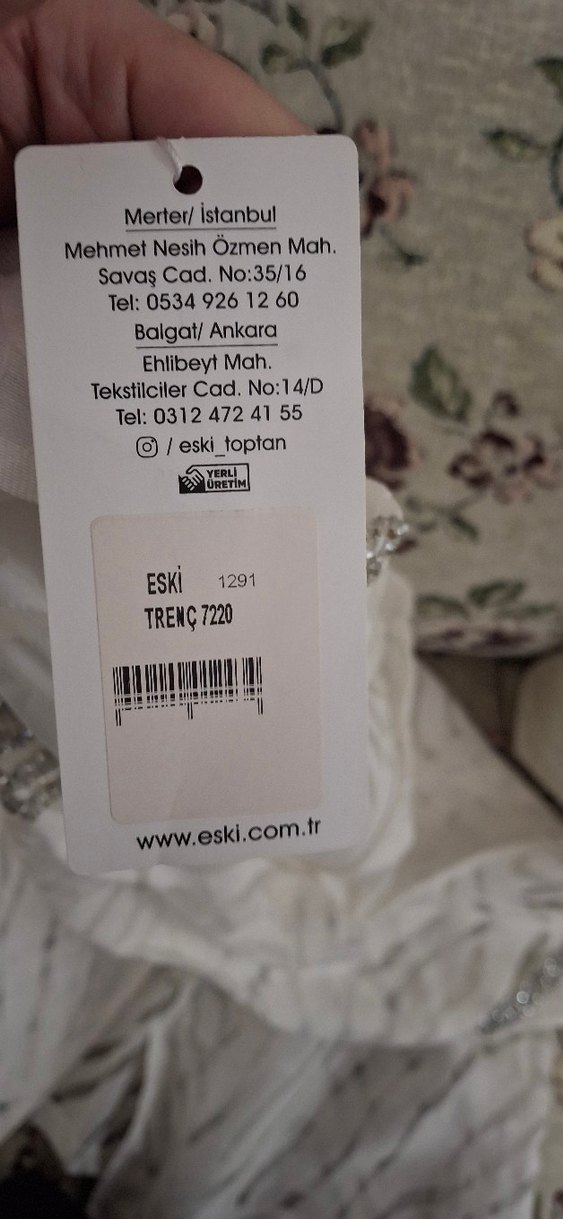 Merter/ İstanbul
Mehmet Nesih Özmen Mah.
Savaş Cad. No:35/16
Tel: 0534 926 12 60
Balgat/ Ankara
Ehlibeyt Mah.
Tekstilciler Cad. No:14/D
Tel: 0312 472 41 55
/ eski_toptan
YERLİ
ÜRETİM
ESKİ 1291
TRENÇ 7220
www.eski.com.tr